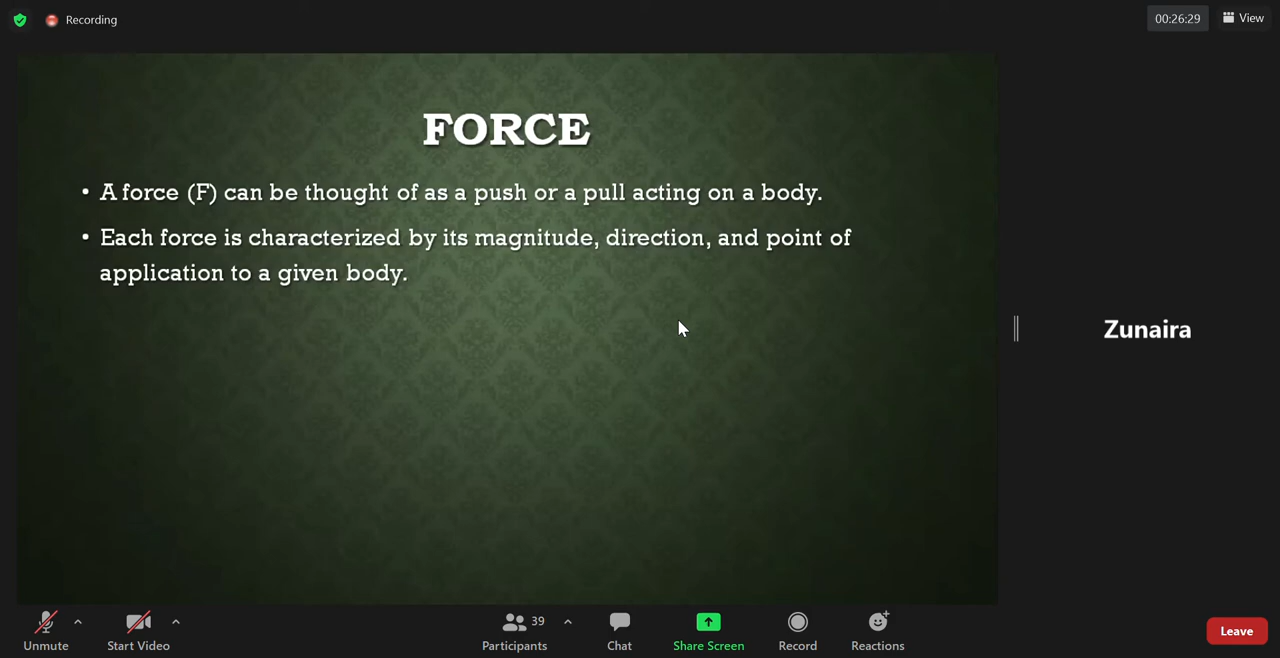 Recording
00:26:29
View
FORCE
• A force (F) can be thought of as a push or a pull acting on a body.
• Each force is characterized by its magnitude, direction, and point of
application to a given body.
Zunaira
Unmute
Start Video
39
Participants
Chat
Share Screen
Record
Reactions
Leave